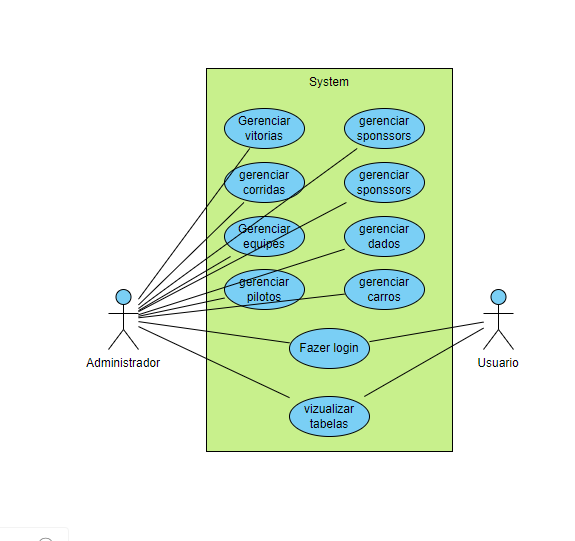 System
Gerenciar
vitorias
gerenciar
sponssors
gerenciar
corridas
gerenciar
sponssors
Gerenciar
equipes
gerenciar
dados
gerenciar
pilotos
gerenciar
carros
Fazer login
Administrador
Usuario
vizualizar
tabelas